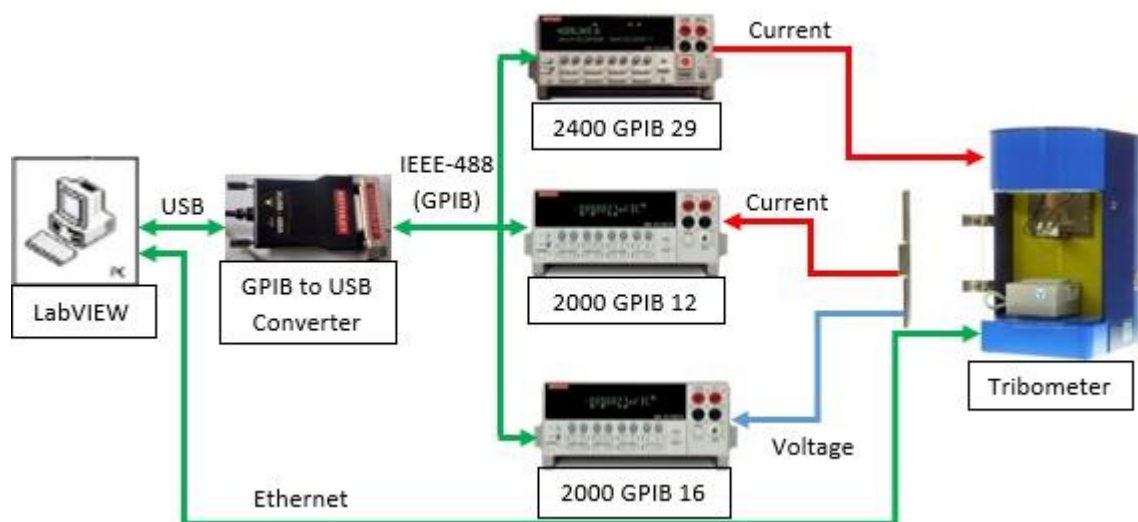 Current
2400 GPIB 29
IEEE-488
(GPIB)
USB
Current
PC
GPIB to USB
Converter
2000 GPIB 12
LabVIEW
Tribometer
Voltage
2000 GPIB 16
Ethernet